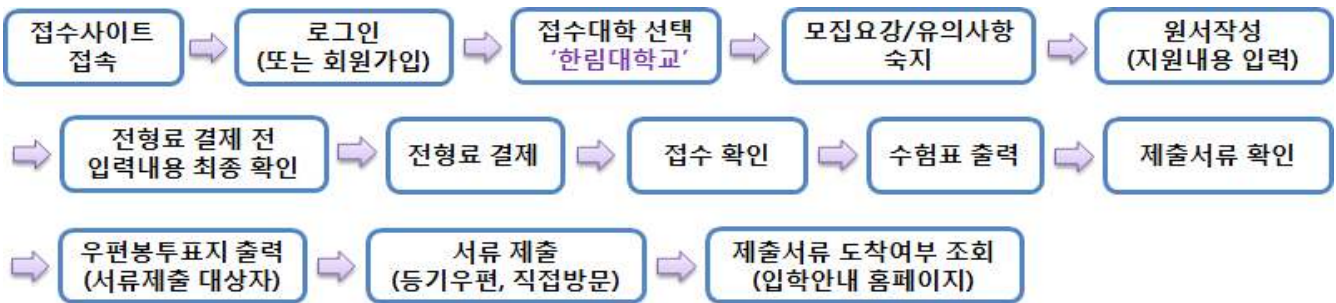 접수사이트
접속
로그인
(또는 회원가입)
접수대학 선택
‘한림대학교’
모집요강/유의사항
숙지
원서작성
(지원내용 입력)
전형료 결제 전
입력내용 최종 확인
전형료 결제
접수 확인
수험표 출력
제출서류 확인
우편봉투표지 출력
(서류제출 대상자)
서류 제출
(등기우편, 직접방문)
제출서류 도착여부 조회
(입학안내 홈페이지)